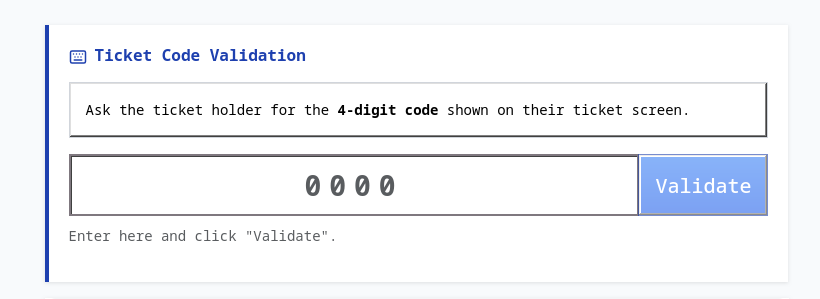 Ticket Code Validation
Ask the ticket holder for the 4-digit code shown on their ticket screen.
0000 Validate
Enter here and click "Validate".